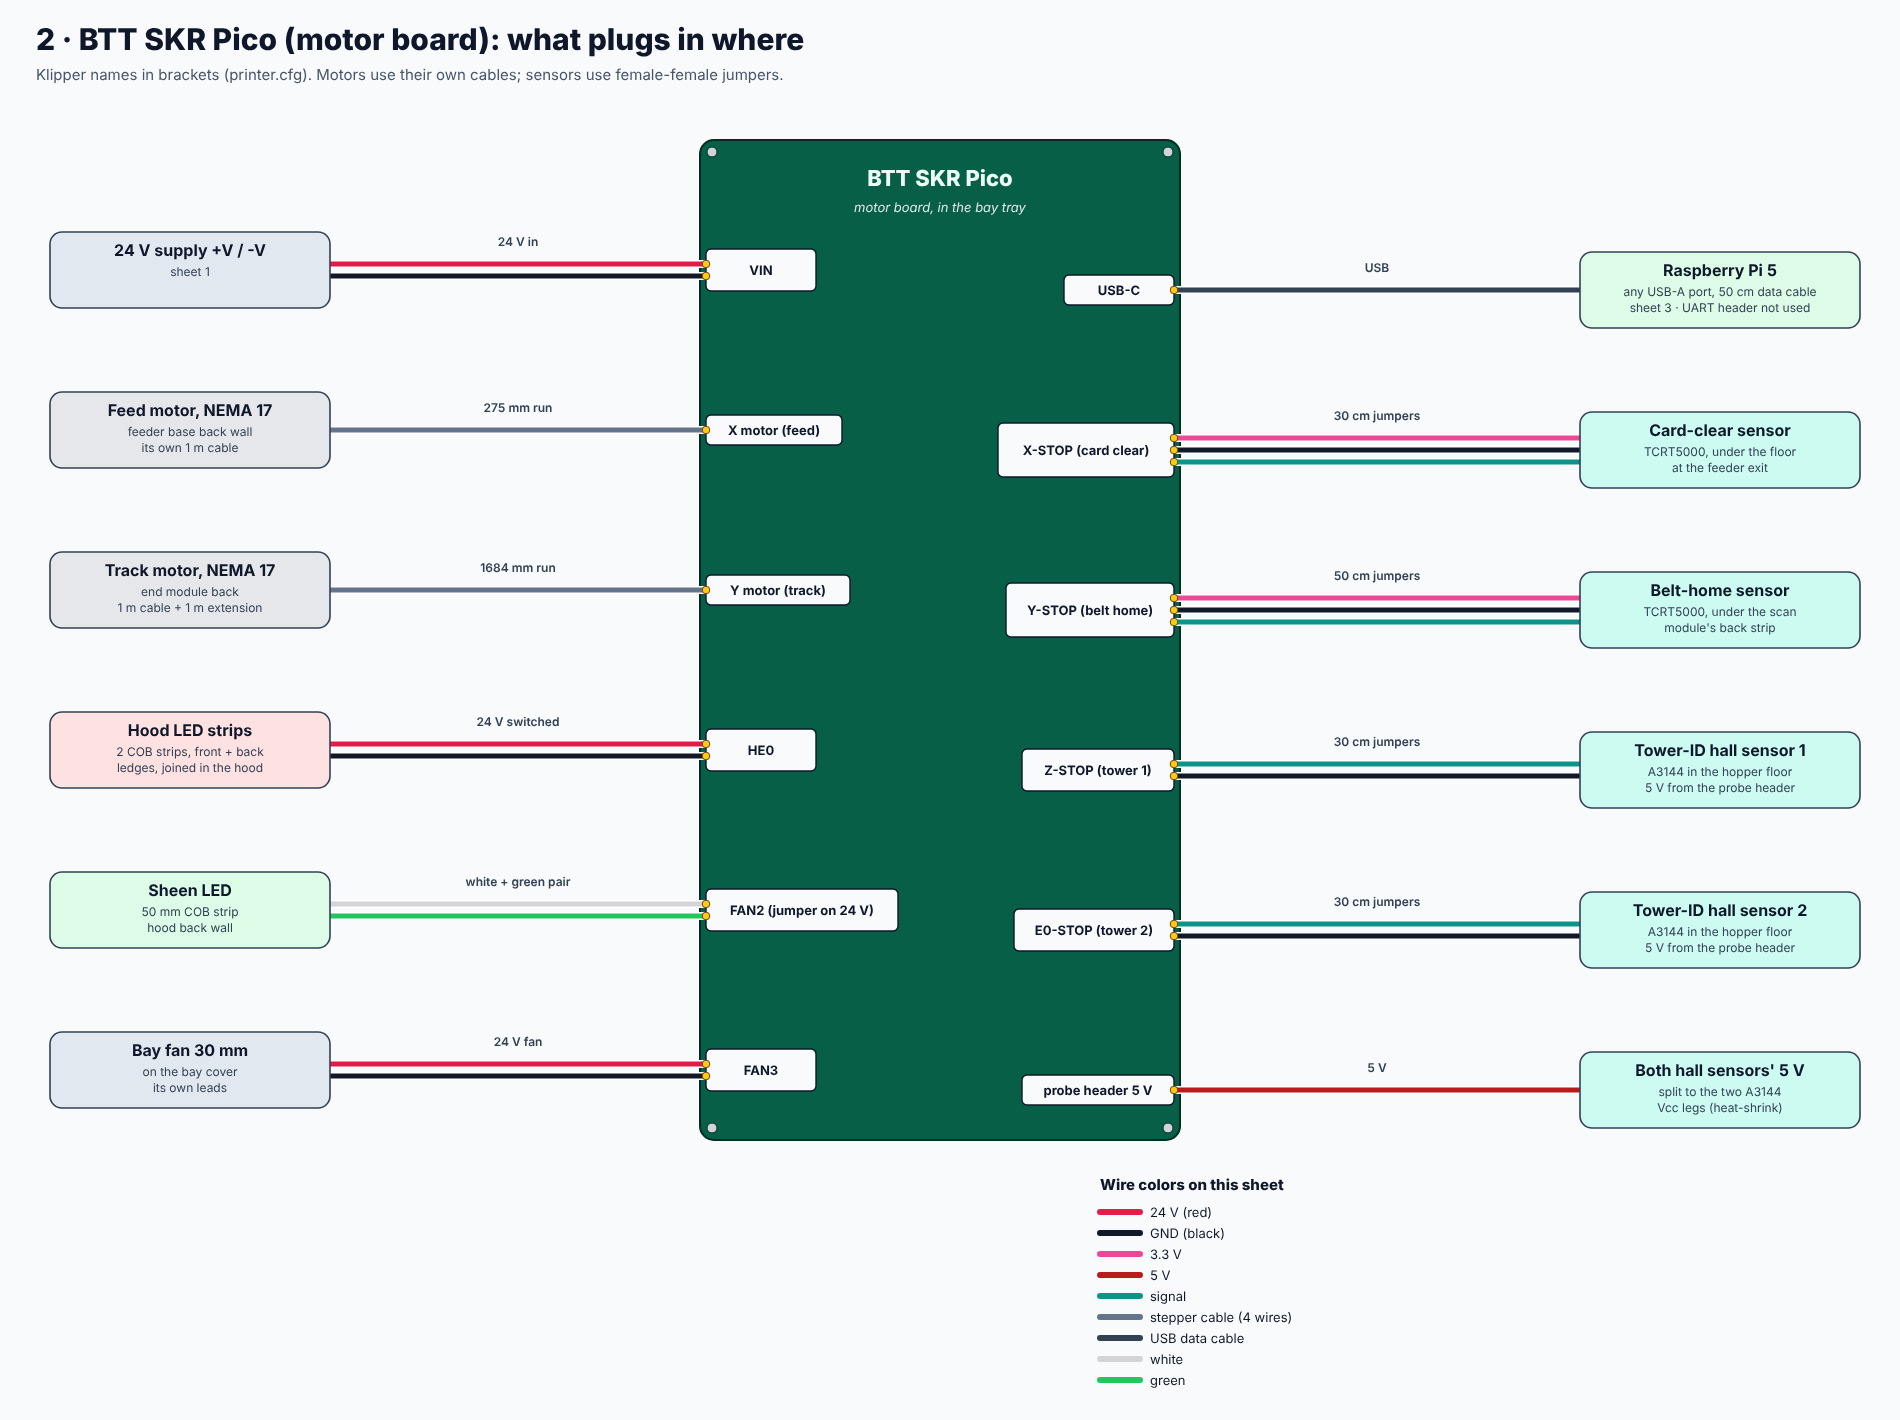 2 · BTT SKR Pico (motor board): what plugs in where
Klipper names in brackets (printer.cfg). Motors use their own cables; sensors use female-female jumpers.
BTT SKR Pico
motor board, in the bay tray
24 V supply +V / -V
sheet 1
24 V in
VIN
Feed motor, NEMA 17
feeder base back wall
its own 1 m cable
275 mm run
X motor (feed)
Track motor, NEMA 17
end module back
1 m cable + 1 m extension
1684 mm run
Y motor (track)
Hood LED strips
2 COB strips, front + back
ledges, joined in the hood
24 V switched
HE0
Sheen LED
50 mm COB strip
hood back wall
white + green pair
FAN2 (jumper on 24 V)
Bay fan 30 mm
on the bay cover
its own leads
24 V fan
FAN3
USB-C
USB
Raspberry Pi 5
any USB-A port, 50 cm data cable
sheet 3 · UART header not used
X-STOP (card clear)
30 cm jumpers
Card-clear sensor
TCRT5000, under the floor
at the feeder exit
Y-STOP (belt home)
50 cm jumpers
Belt-home sensor
TCRT5000, under the scan
module's back strip
Z-STOP (tower 1)
30 cm jumpers
Tower-ID hall sensor 1
A3144 in the hopper floor
5 V from the probe header
E0-STOP (tower 2)
30 cm jumpers
Tower-ID hall sensor 2
A3144 in the hopper floor
5 V from the probe header
probe header 5 V
5 V
Both hall sensors' 5 V
split to the two A3144
Vcc legs (heat-shrink)
Wire colors on this sheet
24 V (red)
GND (black)
3.3 V
5 V
signal
stepper cable (4 wires)
USB data cable
white
green